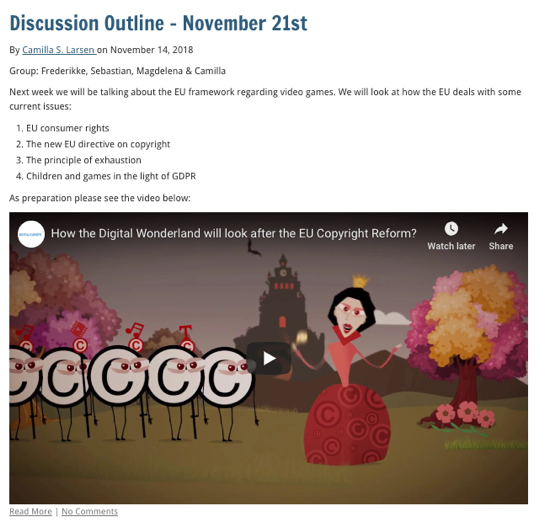 Discussion Outline – November 21st
By Camilla S. Larsen on November 14, 2018
Group: Frederikke, Sebastian, Magdelena & Camilla
Next week we will be talking about the EU framework regarding video games. We will look at how the EU deals with some
current issues:
1. EU consumer rights
2. The new EU directive on copyright
3. The principle of exhaustion
4. Children and games in the light of GDPR
As preparation please see the video below:
How the Digital Wonderland will look after the EU Copyright Reform?
Watch later
Share
Read More | No Comments